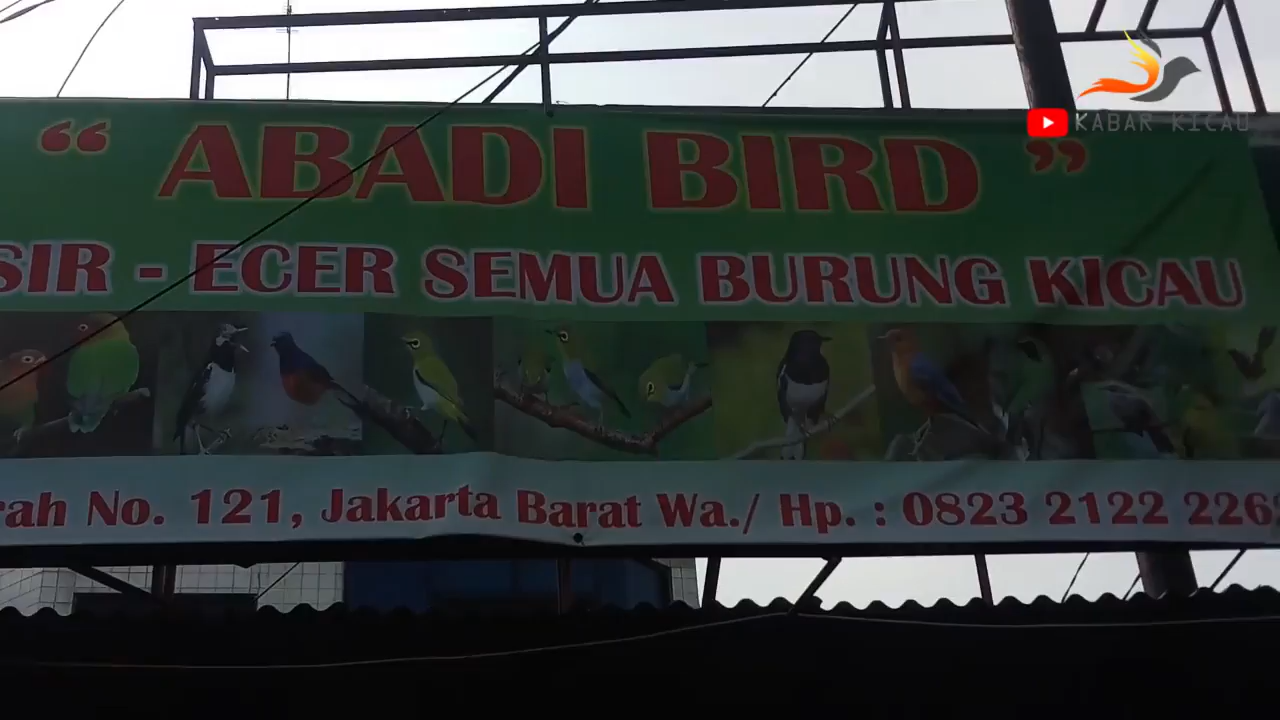 KABAR KICAU
“ ABADI BIRD ”
SIR - ECER SEMUA BURUNG KICAU
rah No. 121, Jakarta Barat Wa./ Hp. : 0823 2122 226